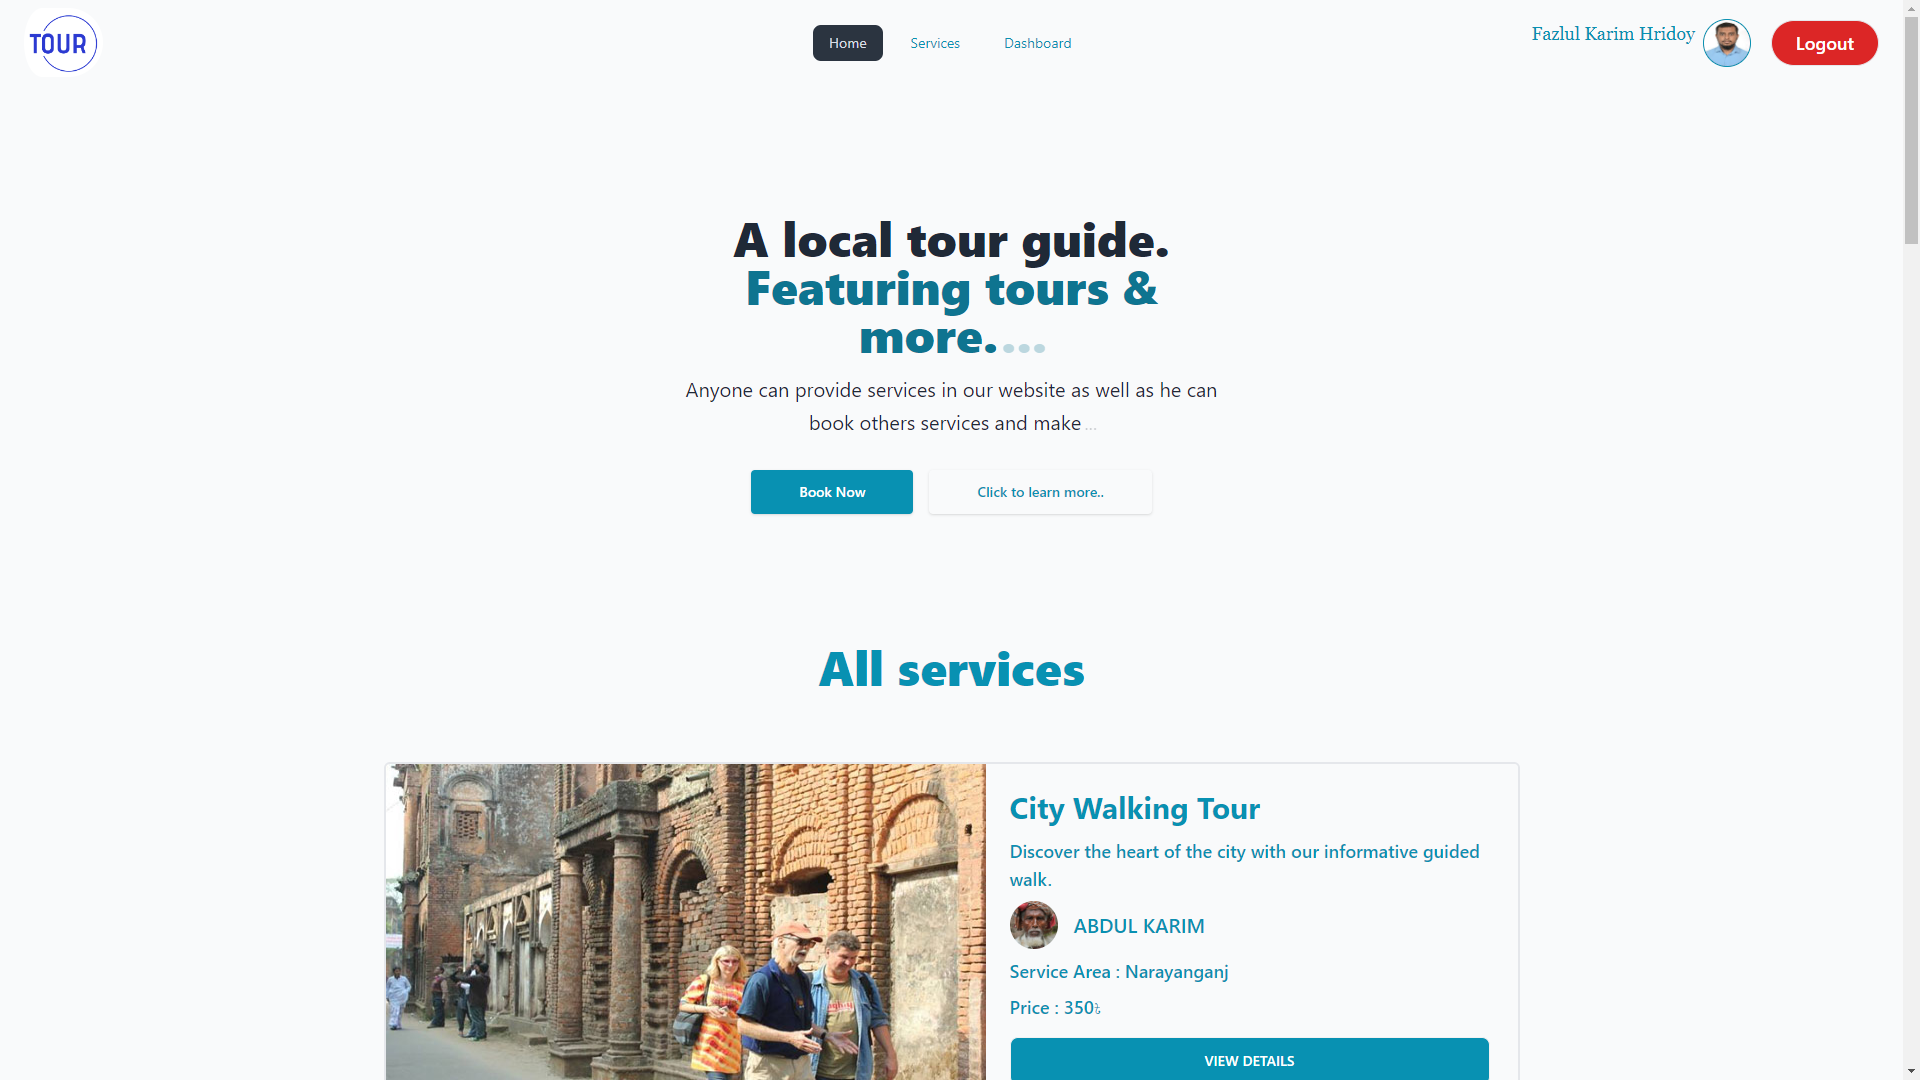 TOUR
Home
Services
Dashboard
Fazlul Karim Hridoy
Logout
A local tour guide.
Featuring tours &
more....
Anyone can provide services in our website as well as he can
book others services and make ...
Book Now
Click to learn more..
All services
City Walking Tour
Discover the heart of the city with our informative guided
walk.
ABDUL KARIM
Service Area : Narayanganj
Price : 350৳
VIEW DETAILS